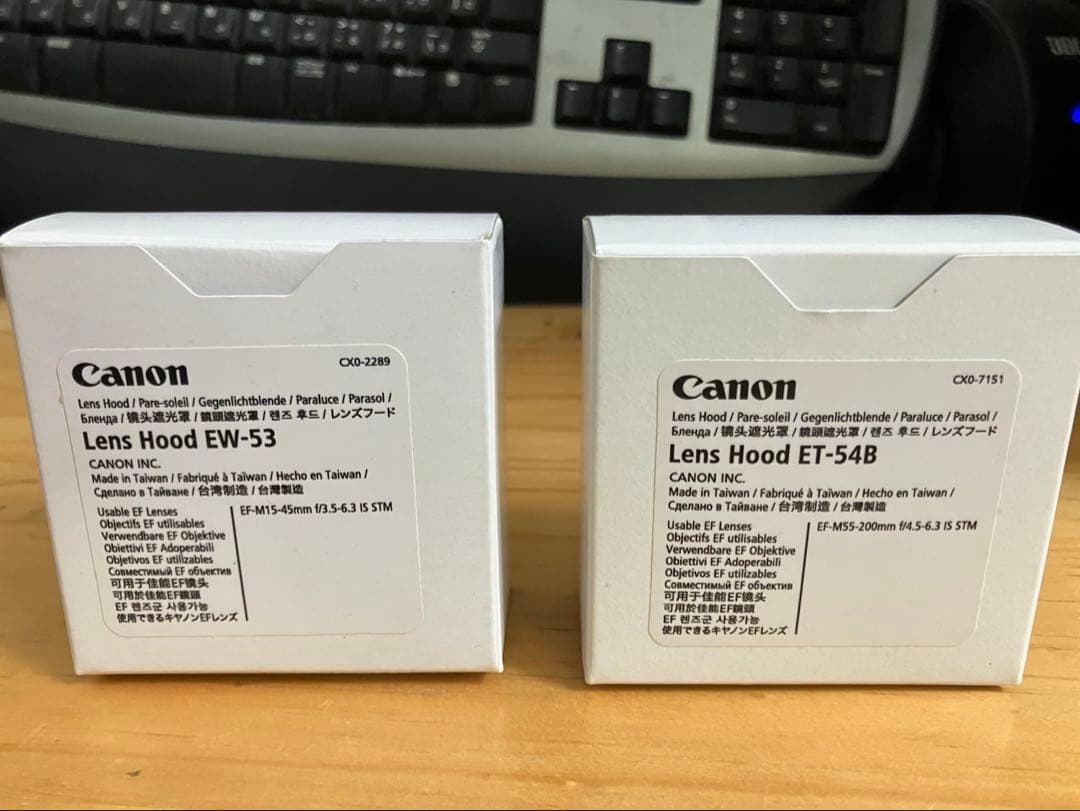 Canon
CX0-2289
Lens Hood / Pare-soleil / Gegenlichtblende / Paraluce / Parasol /
Бленда / 镜头遮光罩 / 鏡頭遮光罩 / 렌즈 후드 / レンズフード
Lens Hood EW-53
CANON INC.
Made in Taiwan / Fabriqué à Taïwan / Hecho en Taiwan /
Сделано в Тайване / 台湾制造 / 台灣製造
Usable EF Lenses
Objectifs EF utilisables
Verwendbare EF Objektive
Obiettivi EF Adoperabili
Objetivos EF utilizables
Совместимый EF объектив
可用于佳能EF镜头
可用於佳能EF鏡頭
EF 렌즈군 사용가능
使用できるキヤノンEFレンズ
EF-M15-45mm f/3.5-6.3 IS STM
Canon
CX0-7151
Lens Hood / Pare-soleil / Gegenlichtblende / Paraluce / Parasol /
Бленда / 镜头遮光罩 / 鏡頭遮光罩 / 렌즈 후드 / レンズフード
Lens Hood ET-54B
CANON INC.
Made in Taiwan / Fabriqué à Taïwan / Hecho en Taiwan /
Сделано в Тайване / 台湾制造 / 台灣製造
Usable EF Lenses
Objectifs EF utilisables
Verwendbare EF Objektive
Obiettivi EF Adoperabili
Objetivos EF utilizables
Совместимый EF объектив
可用于佳能EF镜头
可用於佳能EF鏡頭
EF 렌즈군 사용가능
使用できるキヤノンEFレンズ
EF-M55-200mm f/4.5-6.3 IS STM